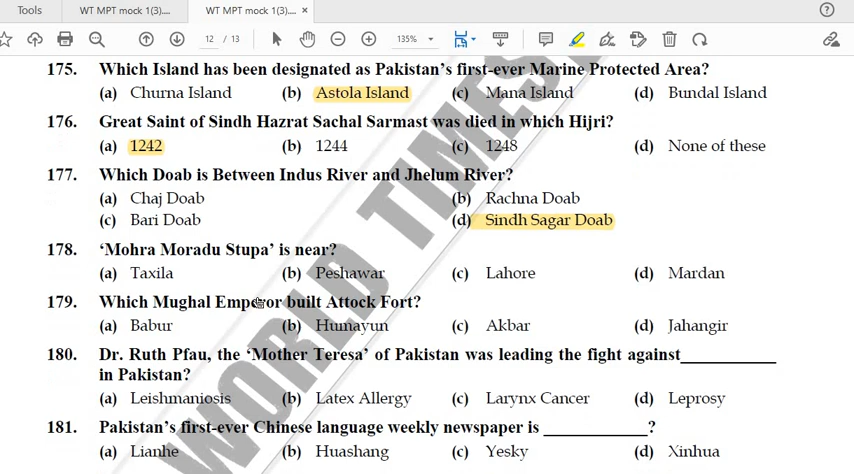 Tools WT MPT mock 1(3).... WT MPT mock 1(3).... ×
12 / 13 135%
175. Which Island has been designated as Pakistan's first-ever Marine Protected Area?
(a) Churna Island (b) Astola Island (c) Mana Island (d) Bundal Island
176. Great Saint of Sindh Hazrat Sachal Sarmast was died in which Hijri?
(a) 1242 (b) 1244 (c) 1248 (d) None of these
177. Which Doab is Between Indus River and Jhelum River?
(a) Chaj Doab (b) Rachna Doab
(c) Bari Doab (d) Sindh Sagar Doab
178. 'Mohra Moradu Stupa' is near?
(a) Taxila (b) Peshawar (c) Lahore (d) Mardan
179. Which Mughal Emperor built Attock Fort?
(a) Babur (b) Humayun (c) Akbar (d) Jahangir
180. Dr. Ruth Pfau, the 'Mother Teresa' of Pakistan was leading the fight against____________
in Pakistan?
(a) Leishmaniosis (b) Latex Allergy (c) Larynx Cancer (d) Leprosy
181. Pakistan's first-ever Chinese language weekly newspaper is _____________?
(a) Lianhe (b) Huashang (c) Yesky (d) Xinhua
WORLD TIMES